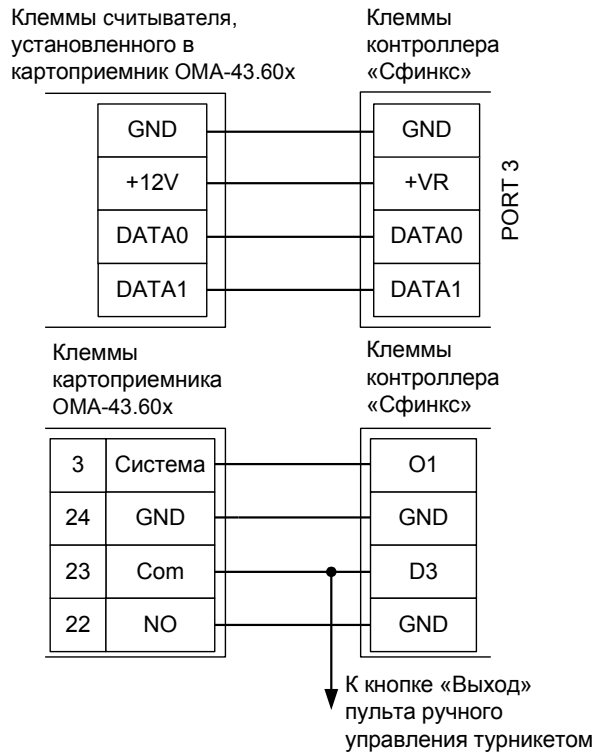 Клеммы считывателя,
установленного в
картоприемник ОМА-43.60x
Клеммы
контроллера
«Сфинкс»
GND
GND
+12V
+VR
DATA0
DATA0
DATA1
DATA1
PORT 3
Клеммы
картоприемника
ОМА-43.60x
Клеммы
контроллера
«Сфинкс»
3 Система O1
24 GND GND
23 Com D3
22 NO GND
К кнопке «Выход»
пульта ручного
управления турникетом